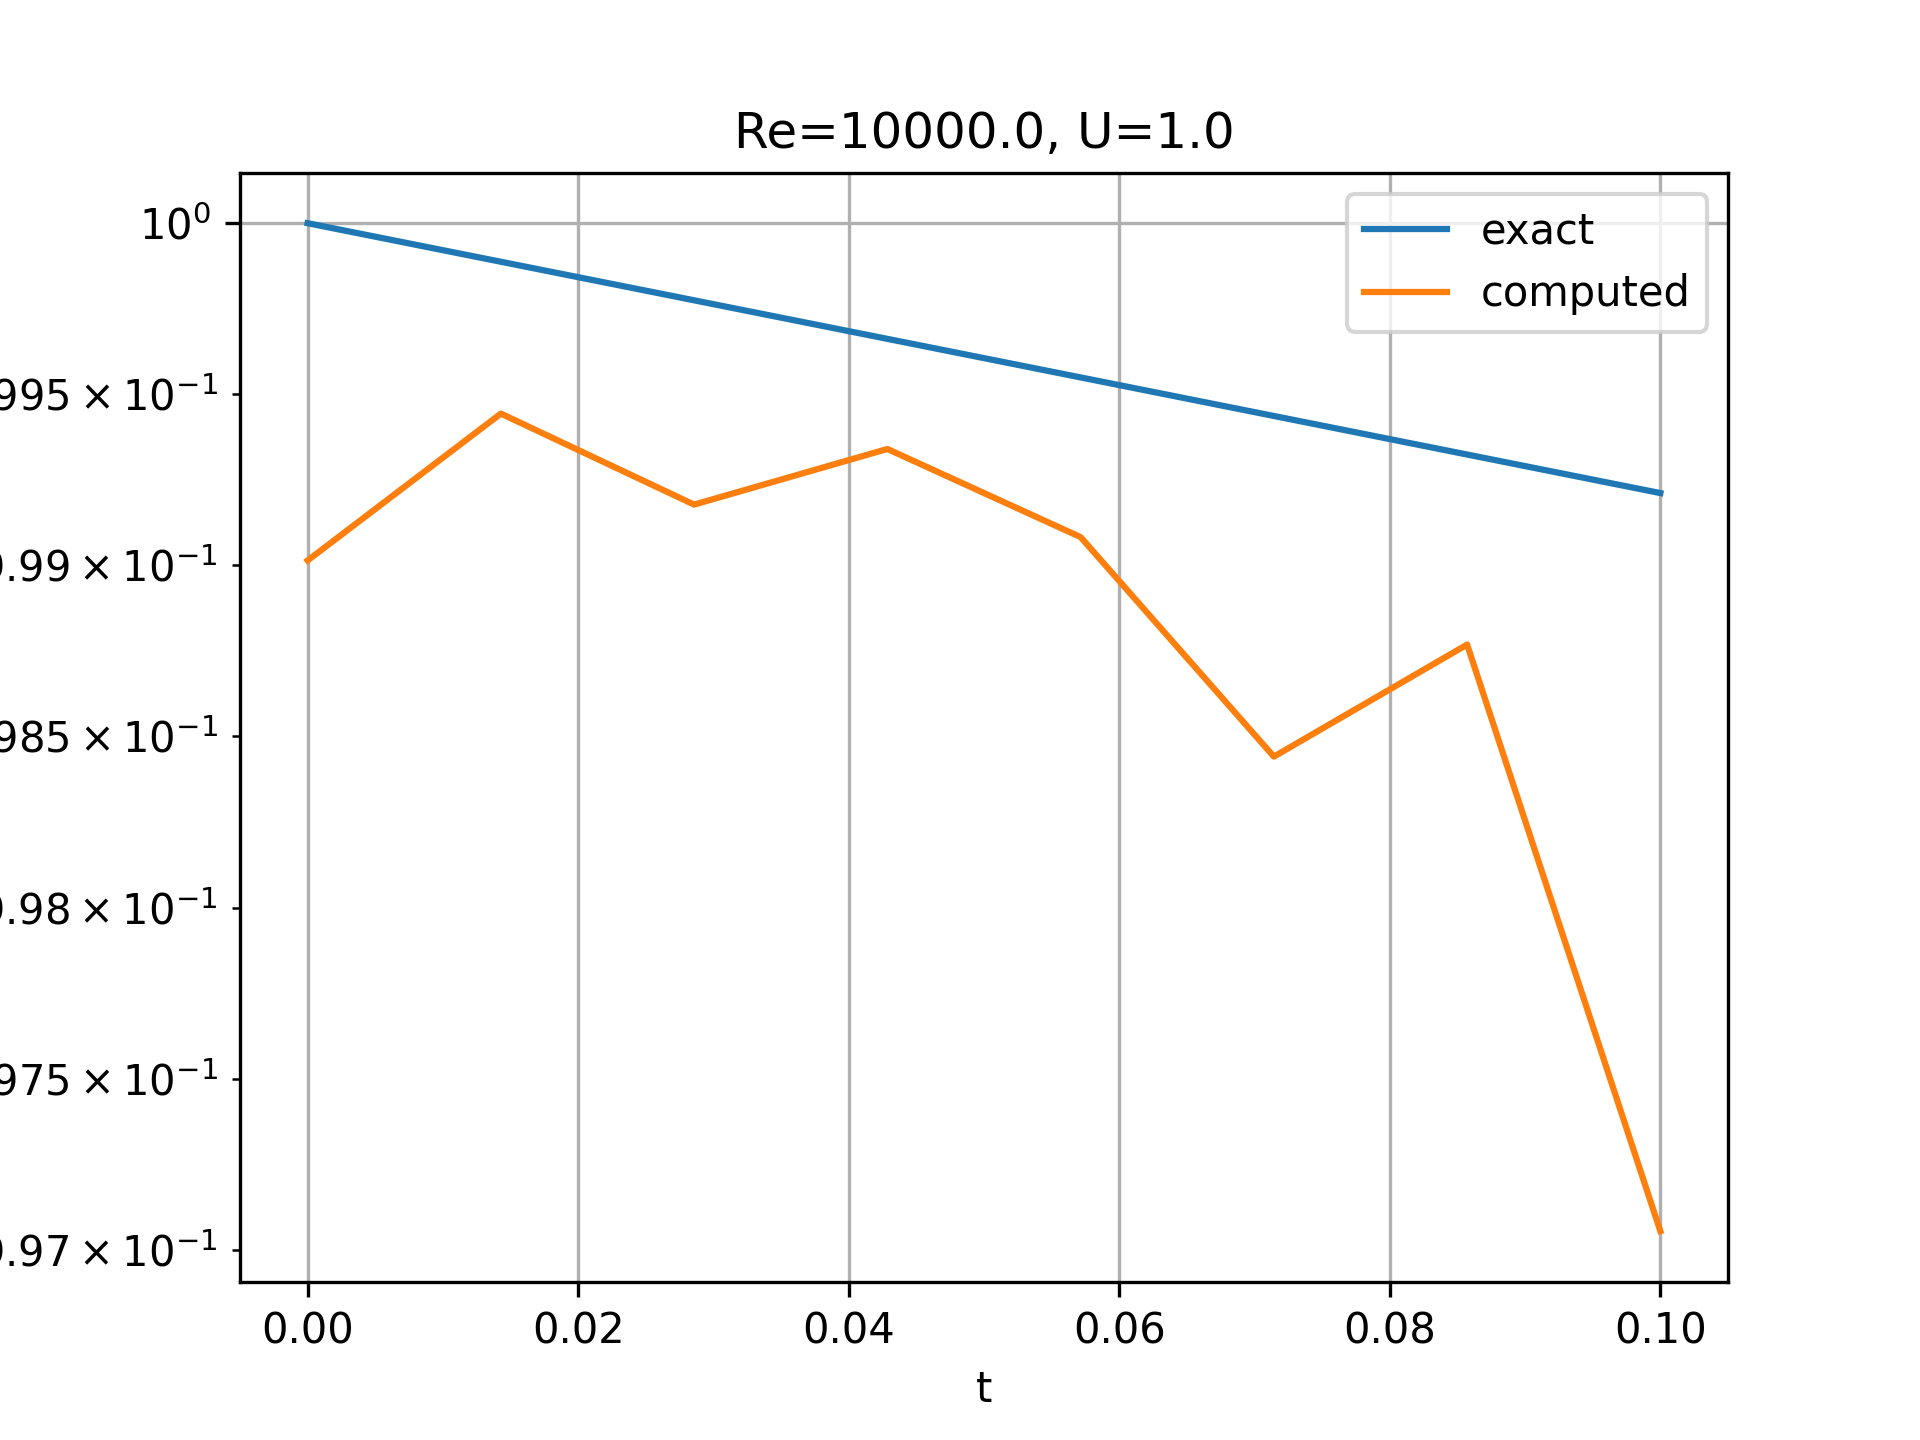 Re=10000.0, U=1.0
10⁰
exact
computed
995 × 10⁻¹
.99 × 10⁻¹
985 × 10⁻¹
.98 × 10⁻¹
975 × 10⁻¹
.97 × 10⁻¹
0.00 0.02 0.04 0.06 0.08 0.10
t